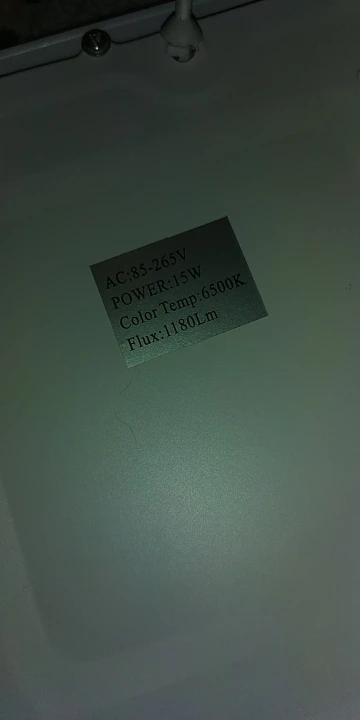 AC:85-265V
POWER:15W
Color Temp:6500K
Flux:1180Lm